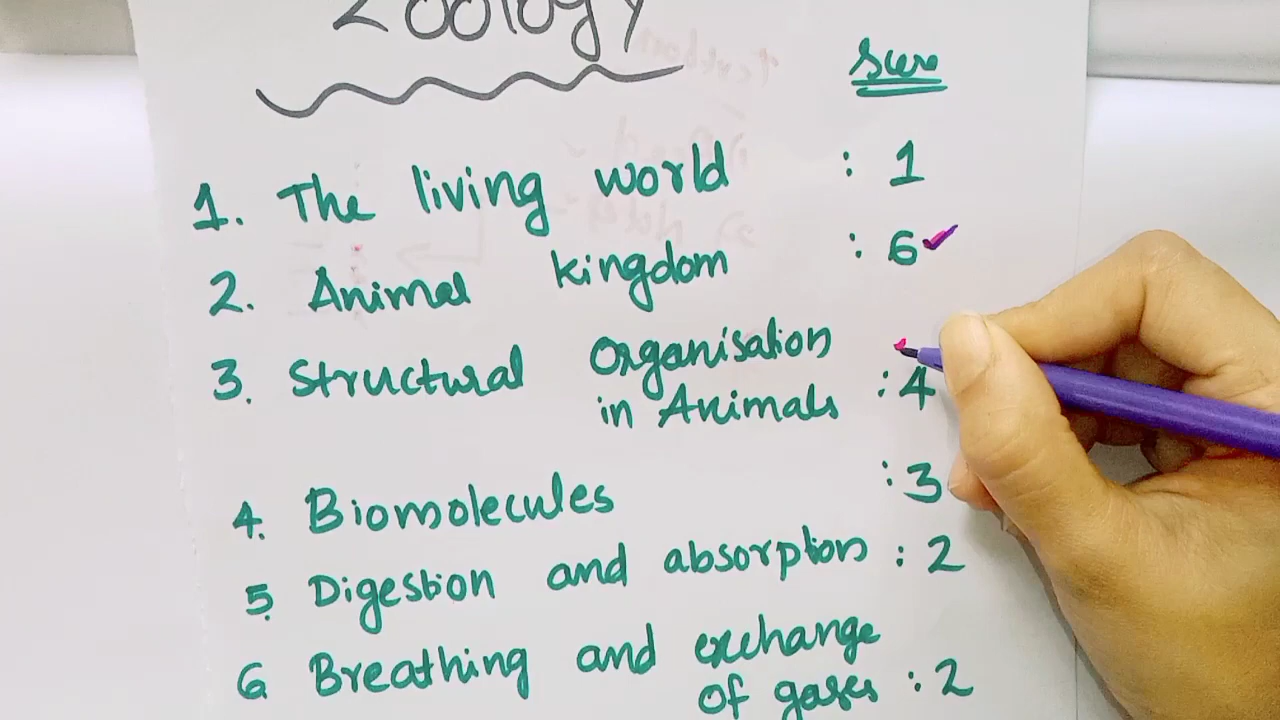 Zoology
Score
1. The living world : 1
2. Animal kingdom : 6
3. Structural Organisation
in Animals : 4
4. Biomolecules : 3
5. Digestion and absorption : 2
6 Breathing and exchange
of gases : 2